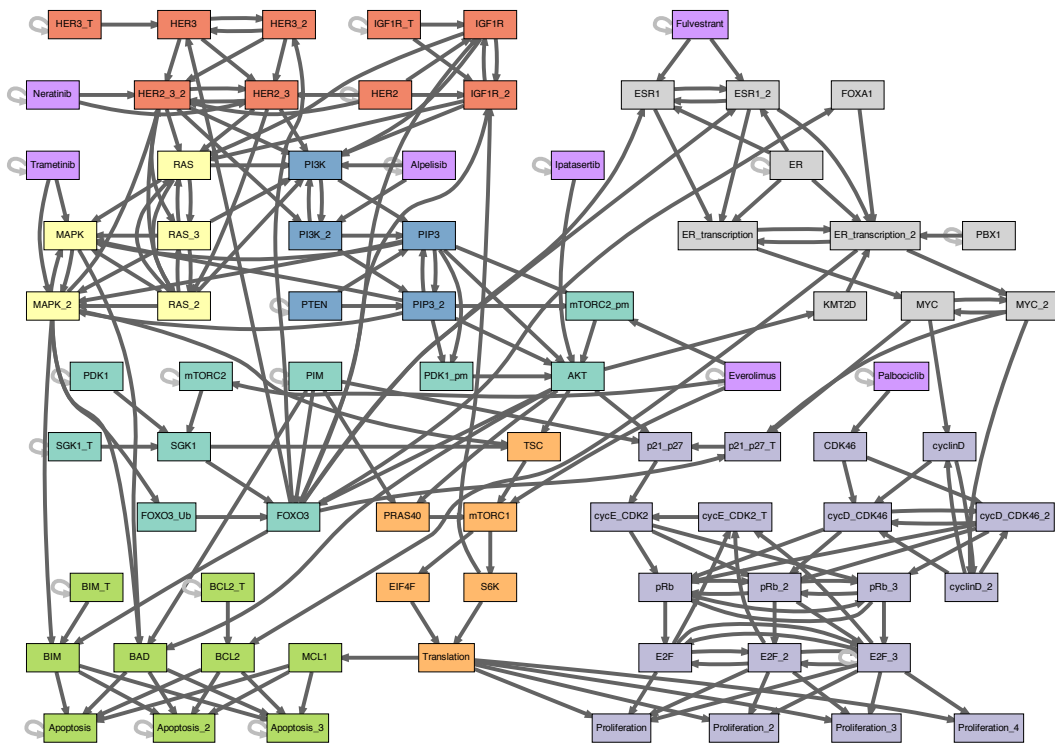 HER3_T
HER3
HER3_2
IGF1R_T
IGF1R
Fulvestrant
Neratinib
HER2_3_2
HER2_3
HER2
IGF1R_2
ESR1
ESR1_2
FOXA1
Trametinib
RAS
PI3K
Alpelisib
Ipatasertib
ER
MAPK
RAS_3
PI3K_2
PIP3
ER_transcription
ER_transcription_2
PBX1
MAPK_2
RAS_2
PTEN
PIP3_2
mTORC2_pm
KMT2D
MYC
MYC_2
PDK1
mTORC2
PIM
PDK1_pm
AKT
Everolimus
Palbociclib
SGK1_T
SGK1
TSC
p21_p27
p21_p27_T
CDK46
cyclinD
FOXO3_Ub
FOXO3
PRAS40
mTORC1
cycE_CDK2
cycE_CDK2_T
cycD_CDK46
cycD_CDK46_2
BIM_T
BCL2_T
EIF4F
S6K
pRb
pRb_2
pRb_3
cyclinD_2
BIM
BAD
BCL2
MCL1
Translation
E2F
E2F_2
E2F_3
Apoptosis
Apoptosis_2
Apoptosis_3
Proliferation
Proliferation_2
Proliferation_3
Proliferation_4